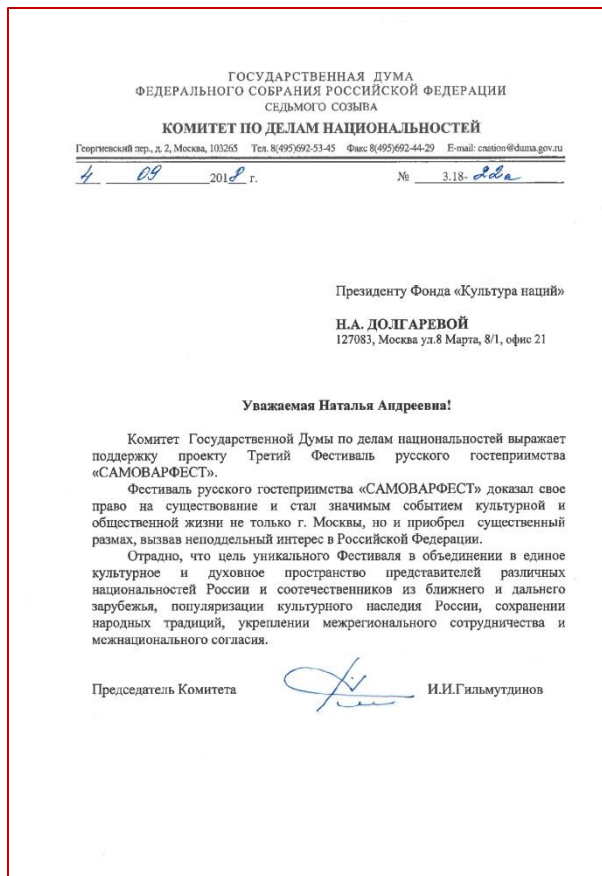 ГОСУДАРСТВЕННАЯ ДУМА
ФЕДЕРАЛЬНОГО СОБРАНИЯ РОССИЙСКОЙ ФЕДЕРАЦИИ
СЕДЬМОГО СОЗЫВА
КОМИТЕТ ПО ДЕЛАМ НАЦИОНАЛЬНОСТЕЙ
Георгиевский пер., д. 2, Москва, 103265 Тел. 8(495)692-53-45 Факс 8(495)692-44-29 E-mail: cnation@duma.gov.ru
4 09 2018 г. № 3.18-22а
Президенту Фонда «Культура наций»
Н.А. ДОЛГАРЕВОЙ
127083, Москва ул.8 Марта, 8/1, офис 21
Уважаемая Наталья Андреевна!
Комитет Государственной Думы по делам национальностей выражает
поддержку проекту Третий Фестиваль русского гостеприимства
«САМОВАРФЕСТ».
Фестиваль русского гостеприимства «САМОВАРФЕСТ» доказал свое
право на существование и стал значимым событием культурной и
общественной жизни не только г. Москвы, но и приобрел существенный
размах, вызвав неподдельный интерес в Российской Федерации.
Отрадно, что цель уникального Фестиваля в объединении в единое
культурное и духовное пространство представителей различных
национальностей России и соотечественников из ближнего и дальнего
зарубежья, популяризации культурного наследия России, сохранении
народных традиций, укреплении межрегионального сотрудничества и
межнационального согласия.
Председатель Комитета И.И.Гильмутдинов